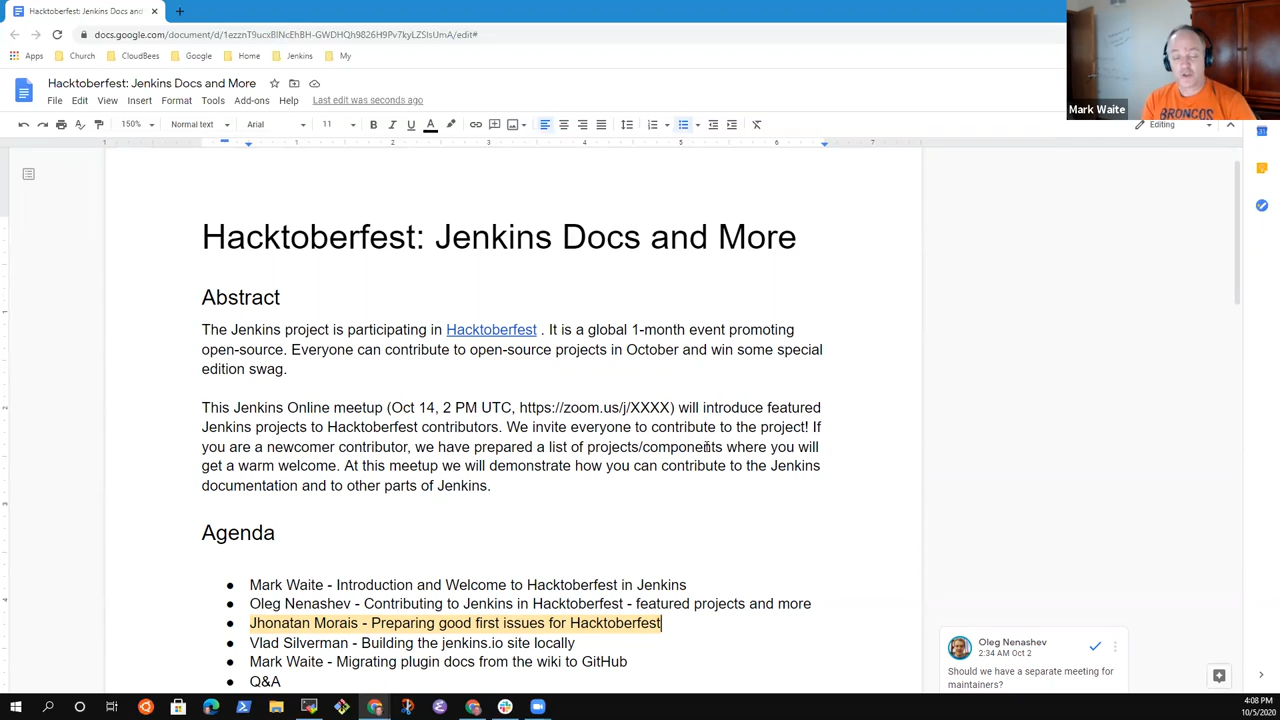 Hacktoberfest: Jenkins Docs and
docs.google.com/document/d/1ezznT9ucxBlNcEhBH-GWDHQh9826H9Pv7kyLZSlsUmA/edit#
Apps Church CloudBees Google Home Jenkins My
Hacktoberfest: Jenkins Docs and More
File Edit View Insert Format Tools Add-ons Help Last edit was seconds ago
150% Normal text Arial 11 B I U A Editing
Mark Waite
BRONCOS
1 1 2 3 4 5 6 7
Hacktoberfest: Jenkins Docs and More
Abstract
The Jenkins project is participating in Hacktoberfest . It is a global 1-month event promoting
open-source. Everyone can contribute to open-source projects in October and win some special
edition swag.
This Jenkins Online meetup (Oct 14, 2 PM UTC, https://zoom.us/j/XXXX) will introduce featured
Jenkins projects to Hacktoberfest contributors. We invite everyone to contribute to the project! If
you are a newcomer contributor, we have prepared a list of projects/components where you will
get a warm welcome. At this meetup we will demonstrate how you can contribute to the Jenkins
documentation and to other parts of Jenkins.
Agenda
● Mark Waite - Introduction and Welcome to Hacktoberfest in Jenkins
● Oleg Nenashev - Contributing to Jenkins in Hacktoberfest - featured projects and more
● Jhonatan Morais - Preparing good first issues for Hacktoberfest
● Vlad Silverman - Building the jenkins.io site locally
● Mark Waite - Migrating plugin docs from the wiki to GitHub
● Q&A
Oleg Nenashev
2:34 AM Oct 2
Should we have a separate meeting for
maintainers?
4:08 PM
10/5/2020